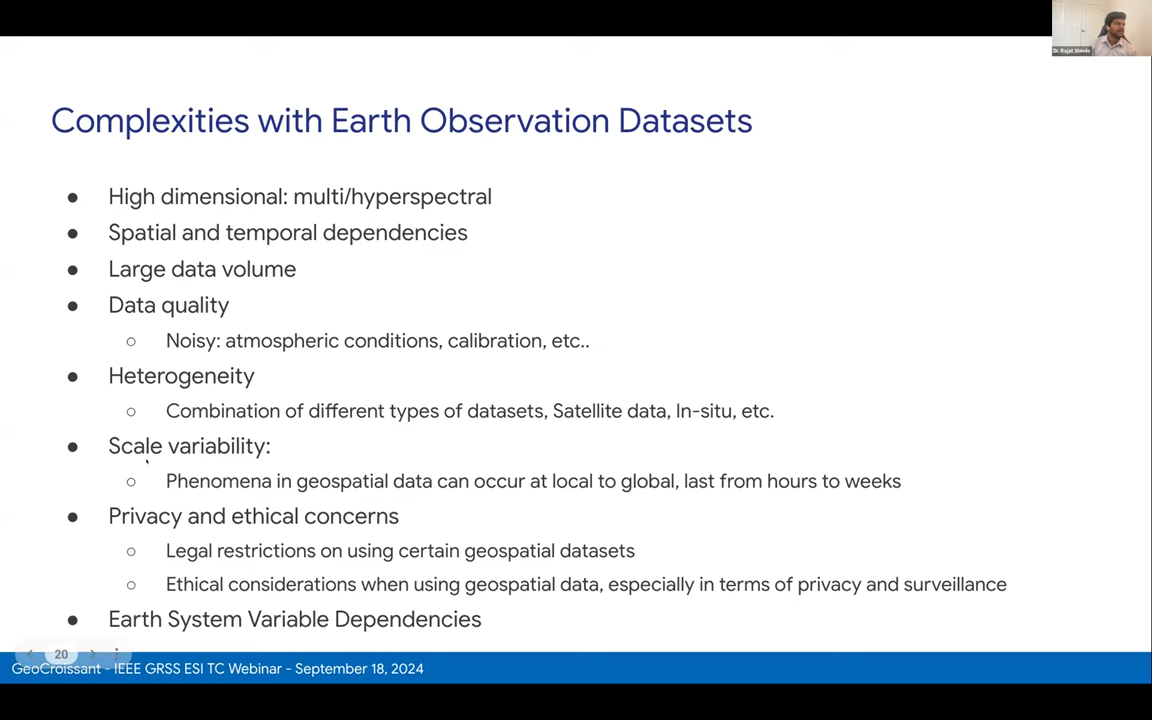 Dr. Rajat Shinde
Complexities with Earth Observation Datasets
● High dimensional: multi/hyperspectral
● Spatial and temporal dependencies
● Large data volume
● Data quality
○ Noisy: atmospheric conditions, calibration, etc..
● Heterogeneity
○ Combination of different types of datasets, Satellite data, In-situ, etc.
● Scale variability:
○ Phenomena in geospatial data can occur at local to global, last from hours to weeks
● Privacy and ethical concerns
○ Legal restrictions on using certain geospatial datasets
○ Ethical considerations when using geospatial data, especially in terms of privacy and surveillance
● Earth System Variable Dependencies
20
GeoCroissant - IEEE GRSS ESI TC Webinar - September 18, 2024